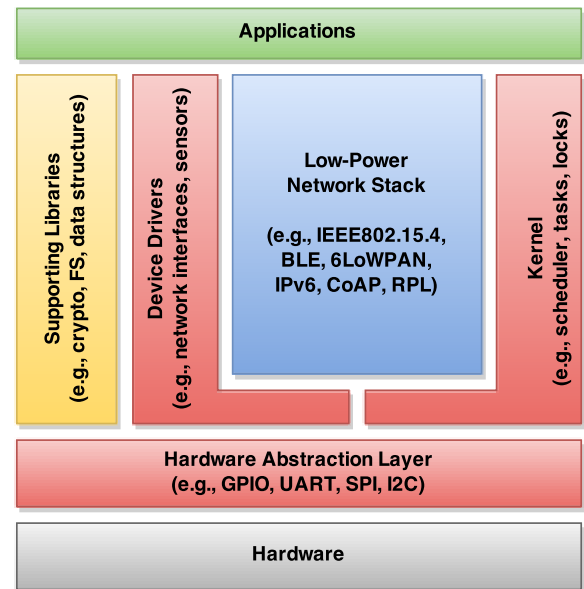 Applications
Supporting Libraries
(e.g., crypto, FS, data structures)
Device Drivers
(e.g., network interfaces, sensors)
Low-Power
Network Stack
(e.g., IEEE802.15.4,
BLE, 6LoWPAN,
IPv6, CoAP, RPL)
Kernel
(e.g., scheduler, tasks, locks)
Hardware Abstraction Layer
(e.g., GPIO, UART, SPI, I2C)
Hardware